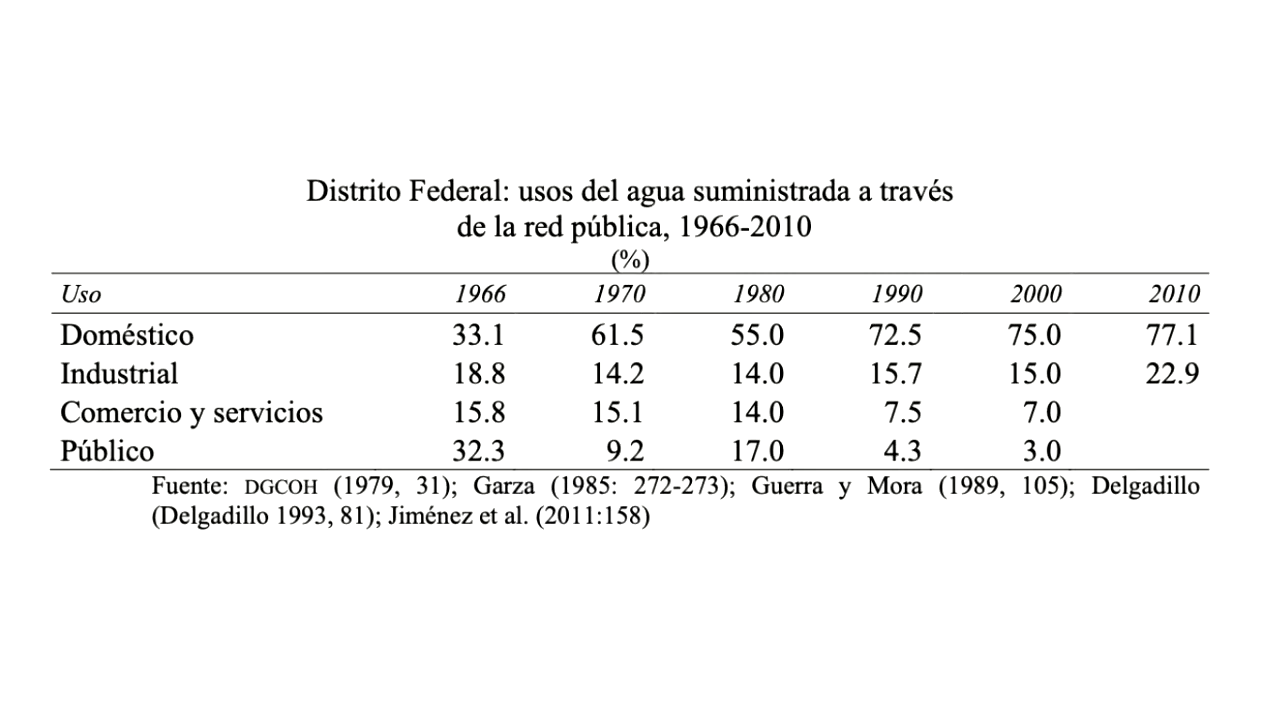 Distrito Federal: usos del agua suministrada a través
de la red pública, 1966-2010
(%)
Uso 1966 1970 1980 1990 2000 2010
Doméstico 33.1 61.5 55.0 72.5 75.0 77.1
Industrial 18.8 14.2 14.0 15.7 15.0 22.9
Comercio y servicios 15.8 15.1 14.0 7.5 7.0
Público 32.3 9.2 17.0 4.3 3.0
Fuente: DGCOH (1979, 31); Garza (1985: 272-273); Guerra y Mora (1989, 105); Delgadillo
(Delgadillo 1993, 81); Jiménez et al. (2011:158)